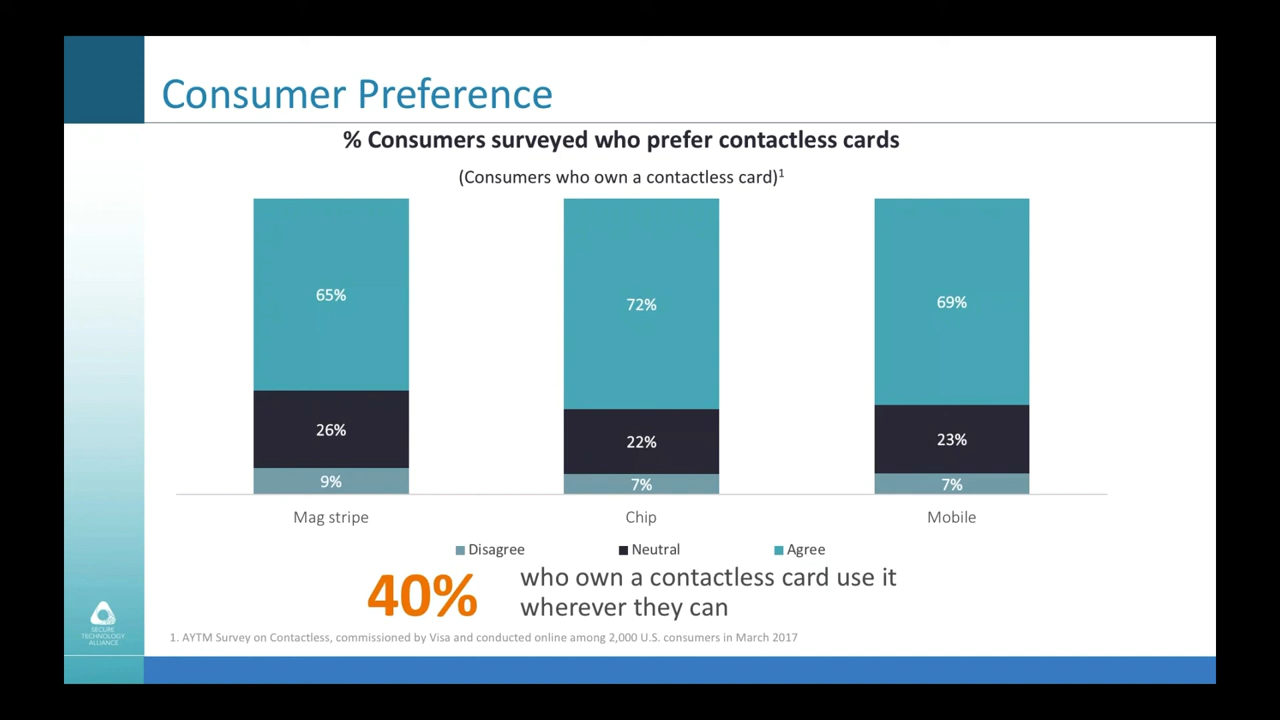 Consumer Preference
% Consumers surveyed who prefer contactless cards
(Consumers who own a contactless card)1
65%
72%
69%
26%
22%
23%
9%
7%
7%
Mag stripe
Chip
Mobile
Disagree
Neutral
Agree
40%
who own a contactless card use it
wherever they can
SECURE
TECHNOLOGY
ALLIANCE
1. AYTM Survey on Contactless, commissioned by Visa and conducted online among 2,000 U.S. consumers in March 2017